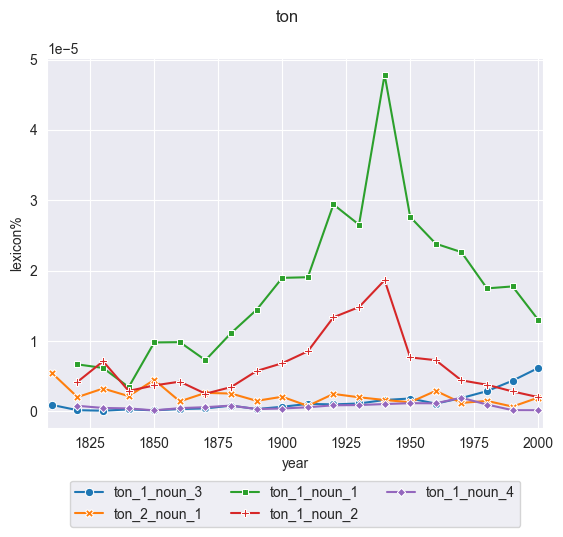 ton
1e−5
5
4
3
2
1
0
lexicon%
1825 1850 1875 1900 1925 1950 1975 2000
year
ton_1_noun_3 ton_1_noun_1 ton_1_noun_4
ton_2_noun_1 ton_1_noun_2